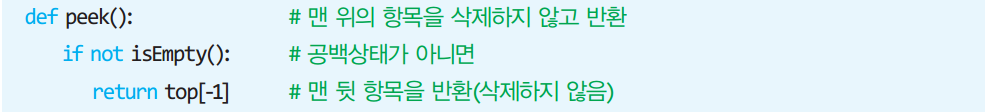 def peek(): # 맨 위의 항목을 삭제하지 않고 반환
if not isEmpty(): # 공백상태가 아니면
return top[-1] # 맨 뒷 항목을 반환(삭제하지 않음)